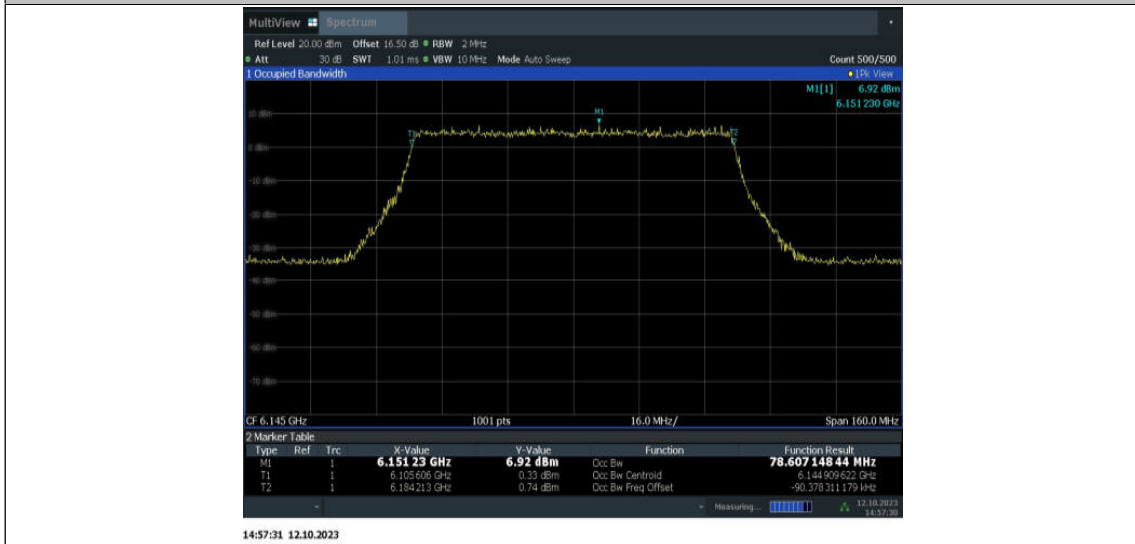 MultiView Spectrum
Ref Level 20.00 dBm Offset 16.50 dB RBW 2 MHz
Att 30 dB SWT 1.01 ms VBW 10 MHz Mode Auto Sweep Count 500/500
1 Occupied Bandwidth 1Pk View
M1[1] 6.92 dBm
6.151 230 GHz
10 dBm
M1
T1
T2
0 dBm
-10 dBm
-20 dBm
-30 dBm
-40 dBm
-50 dBm
-60 dBm
-70 dBm
CF 6.145 GHz 1001 pts 16.0 MHz/ Span 160.0 MHz
2 Marker Table
Type Ref Trc X-Value Y-Value Function Function Result
M1 1 6.151 23 GHz 6.92 dBm Occ Bw 78.607 148 44 MHz
T1 1 6.105 606 GHz 0.33 dBm Occ Bw Centroid 6.144 909 622 GHz
T2 1 6.184 213 GHz 0.74 dBm Occ Bw Freq Offset -90.378 311 179 kHz
Measuring... 12.10.2023
14:57:30
14:57:31 12.10.2023